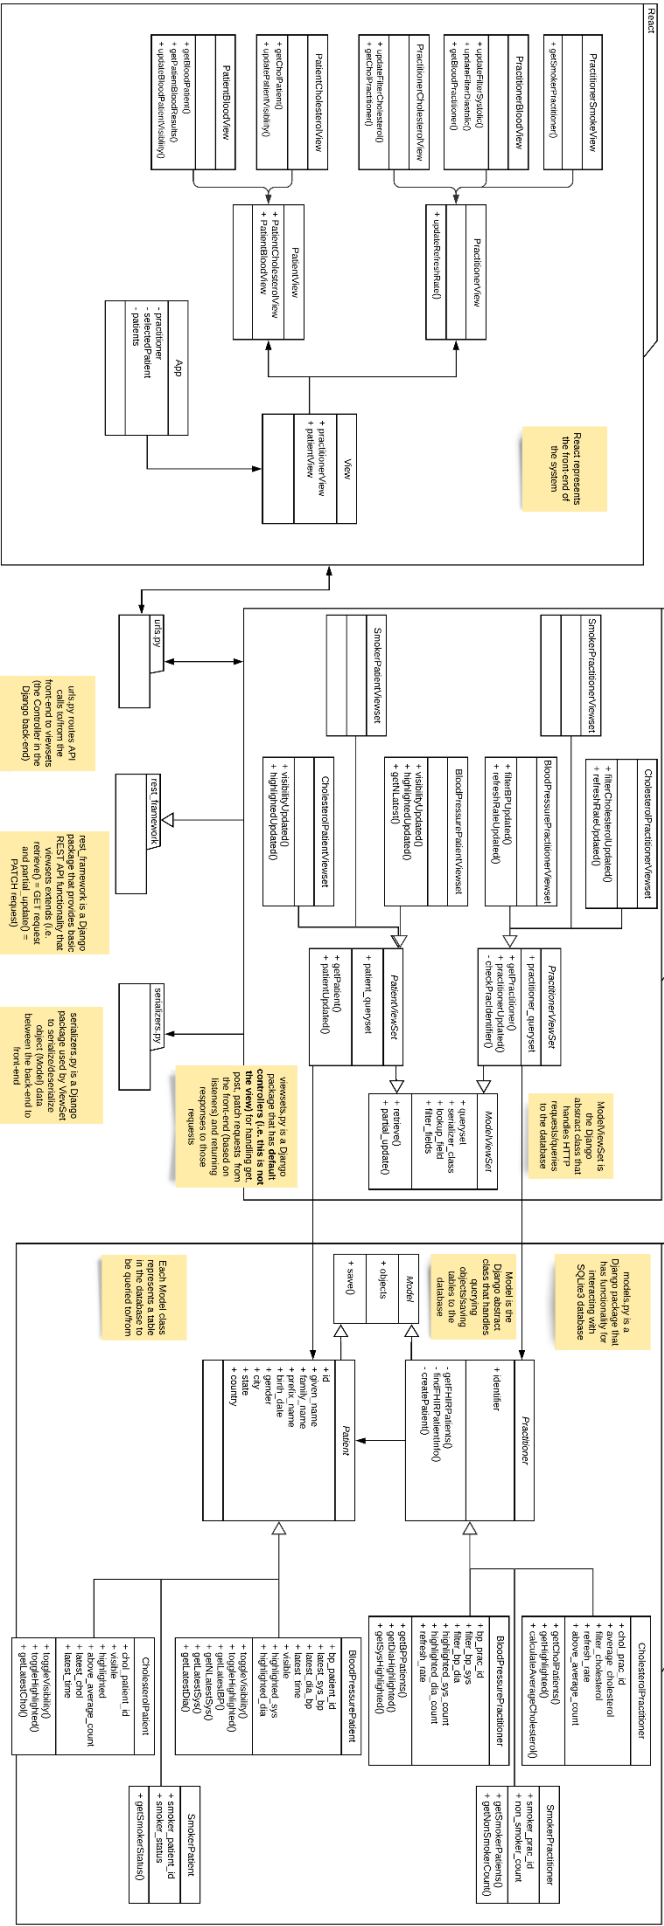 React
PractitionerSmokeView
+ getSmokerPractitioner()
PractitionerBloodView
+ updateFilterSystolic()
+ updateFilterDiastolic()
+ getBloodPractitioner()
PractitionerCholesterolView
+ updateFilterCholesterol()
+ getCholPractitioner()
PatientCholesterolView
+ getCholPatient()
+ updatePatientVisibility()
PatientBloodView
+ getBloodPatient()
+ getPatientBloodResults()
+ updateBloodPatientVisibility()
PractitionerView
+ updateRefreshRate()
PatientView
+ PatientCholesterolView
+ PatientBloodView
App
- practitioner
- selectedPatient
- patients
View
+ practitionerView
+ patientView
React represents
the front end of
the system
urls.py
urls.py routes API
calls to/from the
front-end to viewsets
(the Controller in the
Django back-end)
rest_framework
rest_framework is a Django
package that provides basic
REST API functionality that
viewsets extends (i.e.
retrieve() = GET request
and partial_update() =
PATCH request)
serializers.py
serializers.py is a Django
package used by ViewSet
to serialize/deserialize
object (Model) data
between the back-end to
front-end
SmokerPractitionerViewset
SmokerPatientViewset
CholesterolPractitionerViewset
+ filterCholesterolUpdated()
+ refreshRateUpdated()
BloodPressurePractitionerViewset
+ filterBPUpdated()
+ refreshRateUpdated()
BloodPressurePatientViewset
+ visibilityUpdated()
+ highlightedUpdated()
+ getNLatest()
CholesterolPatientViewset
+ visibilityUpdated()
+ highlightedUpdated()
PractitionerViewSet
+ practitioner_queryset
+ getPractitioner()
+ practitionerUpdated()
- checkPracIdentifier()
PatientViewSet
+ patient_queryset
+ getPatient()
+ patientUpdated()
ModelViewSet
+ queryset
+ serializer_class
+ lookup_field
+ filter_fields
+ retrieve()
+ partial_update()
ModelViewSet is
the Django
abstract class that
handles HTTP
requests/queries
to the database
viewsets.py is a Django
package that has default
controllers (i.e. this is not
the view) for handling get,
post, patch requests from
the front-end (based on
listeners) and returning
responses to those
requests
models.py is a
Django package that
has functionality for
interacting with
SQLite3 database
Model is the
Django abstract
class that handles
querying
objects/saving
tables to the
database
Each Model class
represents a table
in the database to
be queried to/from
Model
+ objects
+ save()
Practitioner
+ identifier
- getFHIRPatients()
- findFHIRPatientInfo()
- createPatient()
Patient
+ id
+ given_name
+ family_name
+ prefix_name
+ birth_date
+ gender
+ city
+ state
+ country
CholesterolPractitioner
+ chol_prac_id
+ average_cholesterol
+ filter_cholesterol
+ refresh_rate
+ above_average_count
+ getCholPatients()
+ getHighlighted()
+ calculateAverageCholesterol()
BloodPressurePractitioner
+ bp_prac_id
+ filter_bp_sys
+ filter_bp_dia
+ highlighted_sys_count
+ highlighted_dia_count
+ refresh_rate
+ getBPPatients()
+ getDiaHighlighted()
+ getSysHighlighted()
BloodPressurePatient
+ bp_patient_id
+ latest_sys_bp
+ latest_dia_bp
+ latest_time
+ visible
+ highlighted_sys
+ highlighted_dia
+ toggleVisibility()
+ toggleHighlighted()
+ getLatestBP()
+ getNLatestSys()
+ getLatestSys()
+ getLatestDia()
CholesterolPatient
+ chol_patient_id
+ visible
+ highlighted
+ above_average_count
+ latest_chol
+ latest_time
+ toggleVisibility()
+ toggleHighlighted()
+ getLatestChol()
SmokerPractitioner
+ smoker_prac_id
+ non_smoker_count
+ getSmokerPatients()
+ getNonSmokerCount()
SmokerPatient
+ smoker_patient_id
+ smoker_status
+ getSmokerStatus()